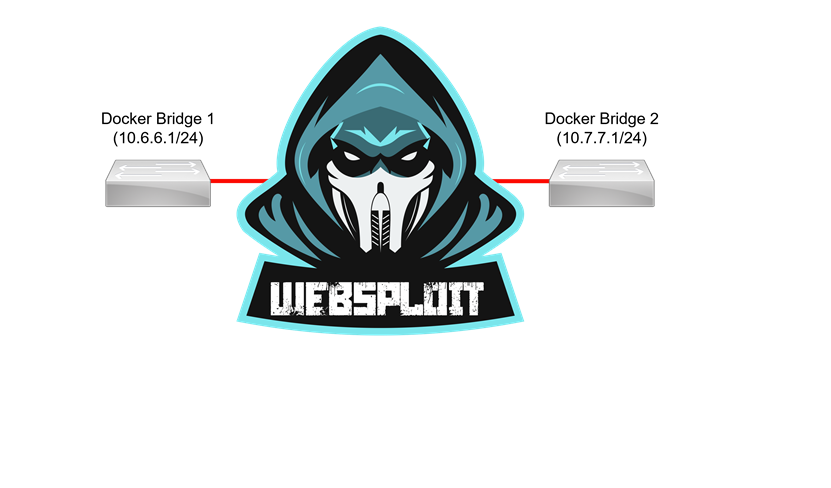 Docker Bridge 1
(10.6.6.1/24)
Docker Bridge 2
(10.7.7.1/24)
WEBSPLOIT